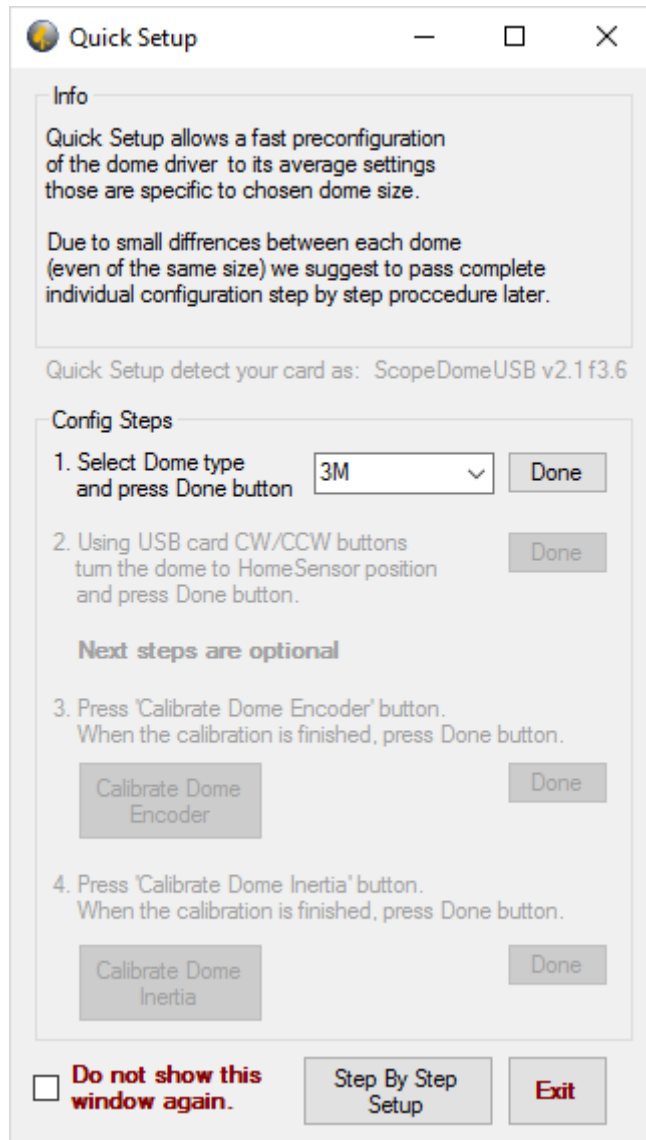 Quick Setup
Info
Quick Setup allows a fast preconfiguration
of the dome driver to its average settings
those are specific to chosen dome size.
Due to small diffrences between each dome
(even of the same size) we suggest to pass complete
individual configuration step by step proccedure later.
Quick Setup detect your card as: ScopeDomeUSB v2.1 f3.6
Config Steps
1. Select Dome type
and press Done button
3M
Done
2. Using USB card CW/CCW buttons
turn the dome to HomeSensor position
and press Done button.
Done
Next steps are optional
3. Press 'Calibrate Dome Encoder' button.
When the calibration is finished, press Done button.
Calibrate Dome
Encoder
Done
4. Press 'Calibrate Dome Inertia' button.
When the calibration is finished, press Done button.
Calibrate Dome
Inertia
Done
Do not show this
window again.
Step By Step
Setup
Exit